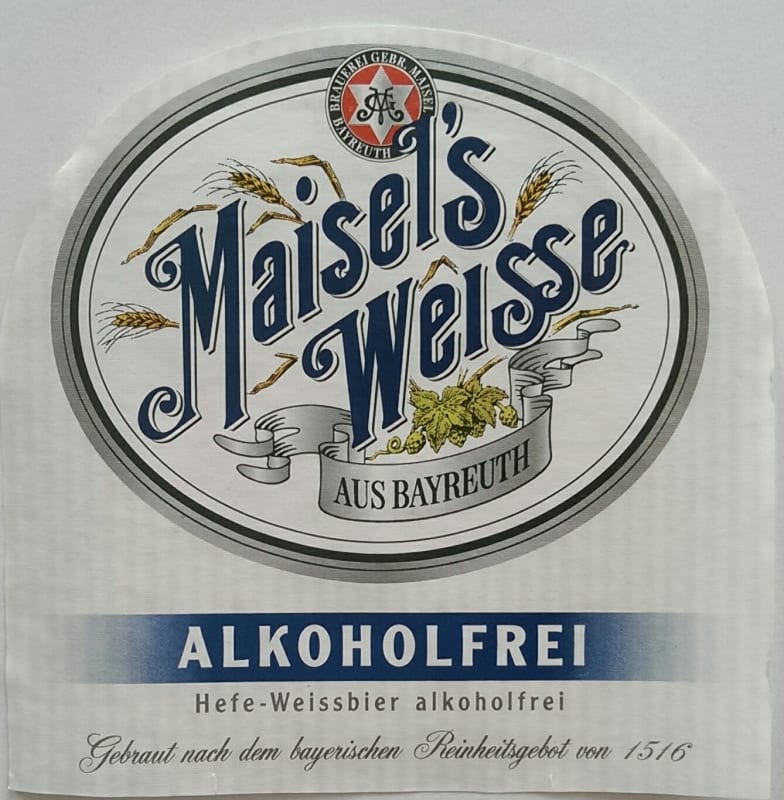 BRAUEREI GEBR. MAISEL
BAYREUTH
Maisel's
Weisse
AUS BAYREUTH
ALKOHOLFREI
Hefe-Weissbier alkoholfrei
Gebraut nach dem bayerischen Reinheitsgebot von 1516